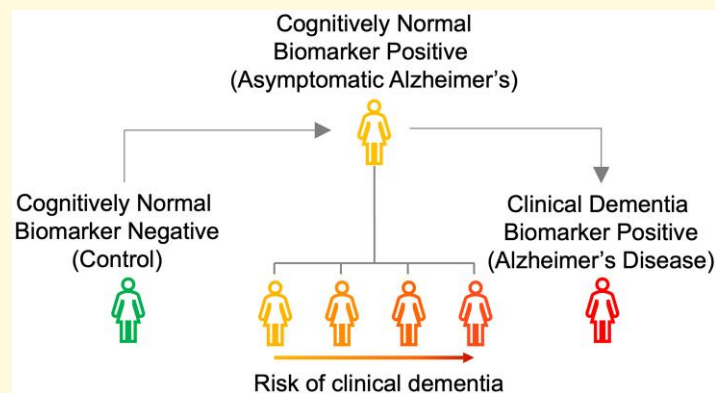 Cognitively Normal
Biomarker Positive
(Asymptomatic Alzheimer's)
Cognitively Normal
Biomarker Negative
(Control)
Clinical Dementia
Biomarker Positive
(Alzheimer's Disease)
Risk of clinical dementia